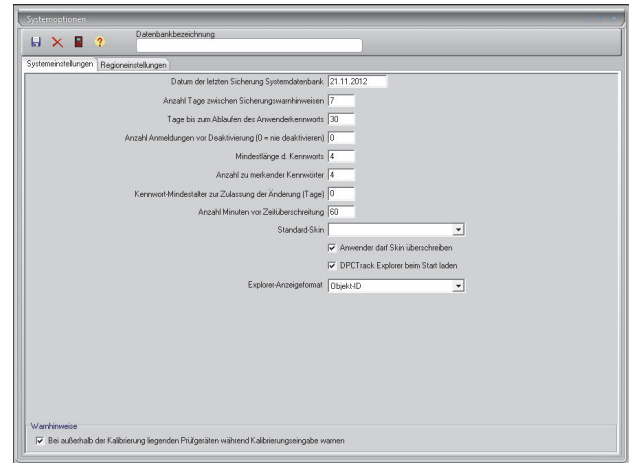 Systemoptionen
Datenbankbezeichnung
Systemeinstellungen Regioneinstellungen
Datum der letzten Sicherung Systemdatenbank 21.11.2012
Anzahl Tage zwischen Sicherungswarnhinweisen 7
Tage bis zum Ablaufen des Anwenderkennworts 30
Anzahl Anmeldungen vor Deaktivierung (0 = nie deaktivieren) 0
Mindestlänge d. Kennworts 4
Anzahl zu merkender Kennwörter 4
Kennwort-Mindestalter zur Zulassung der Änderung (Tage) 0
Anzahl Minuten vor Zeitüberschreitung 60
Standard-Skin
Anwender darf Skin überschreiben
DPCTrack Explorer beim Start laden
Explorer-Anzeigeformat Objekt-ID
Warnhinweise
Bei außerhalb der Kalibrierung liegenden Prüfgeräten während Kalibrierungseingabe warnen